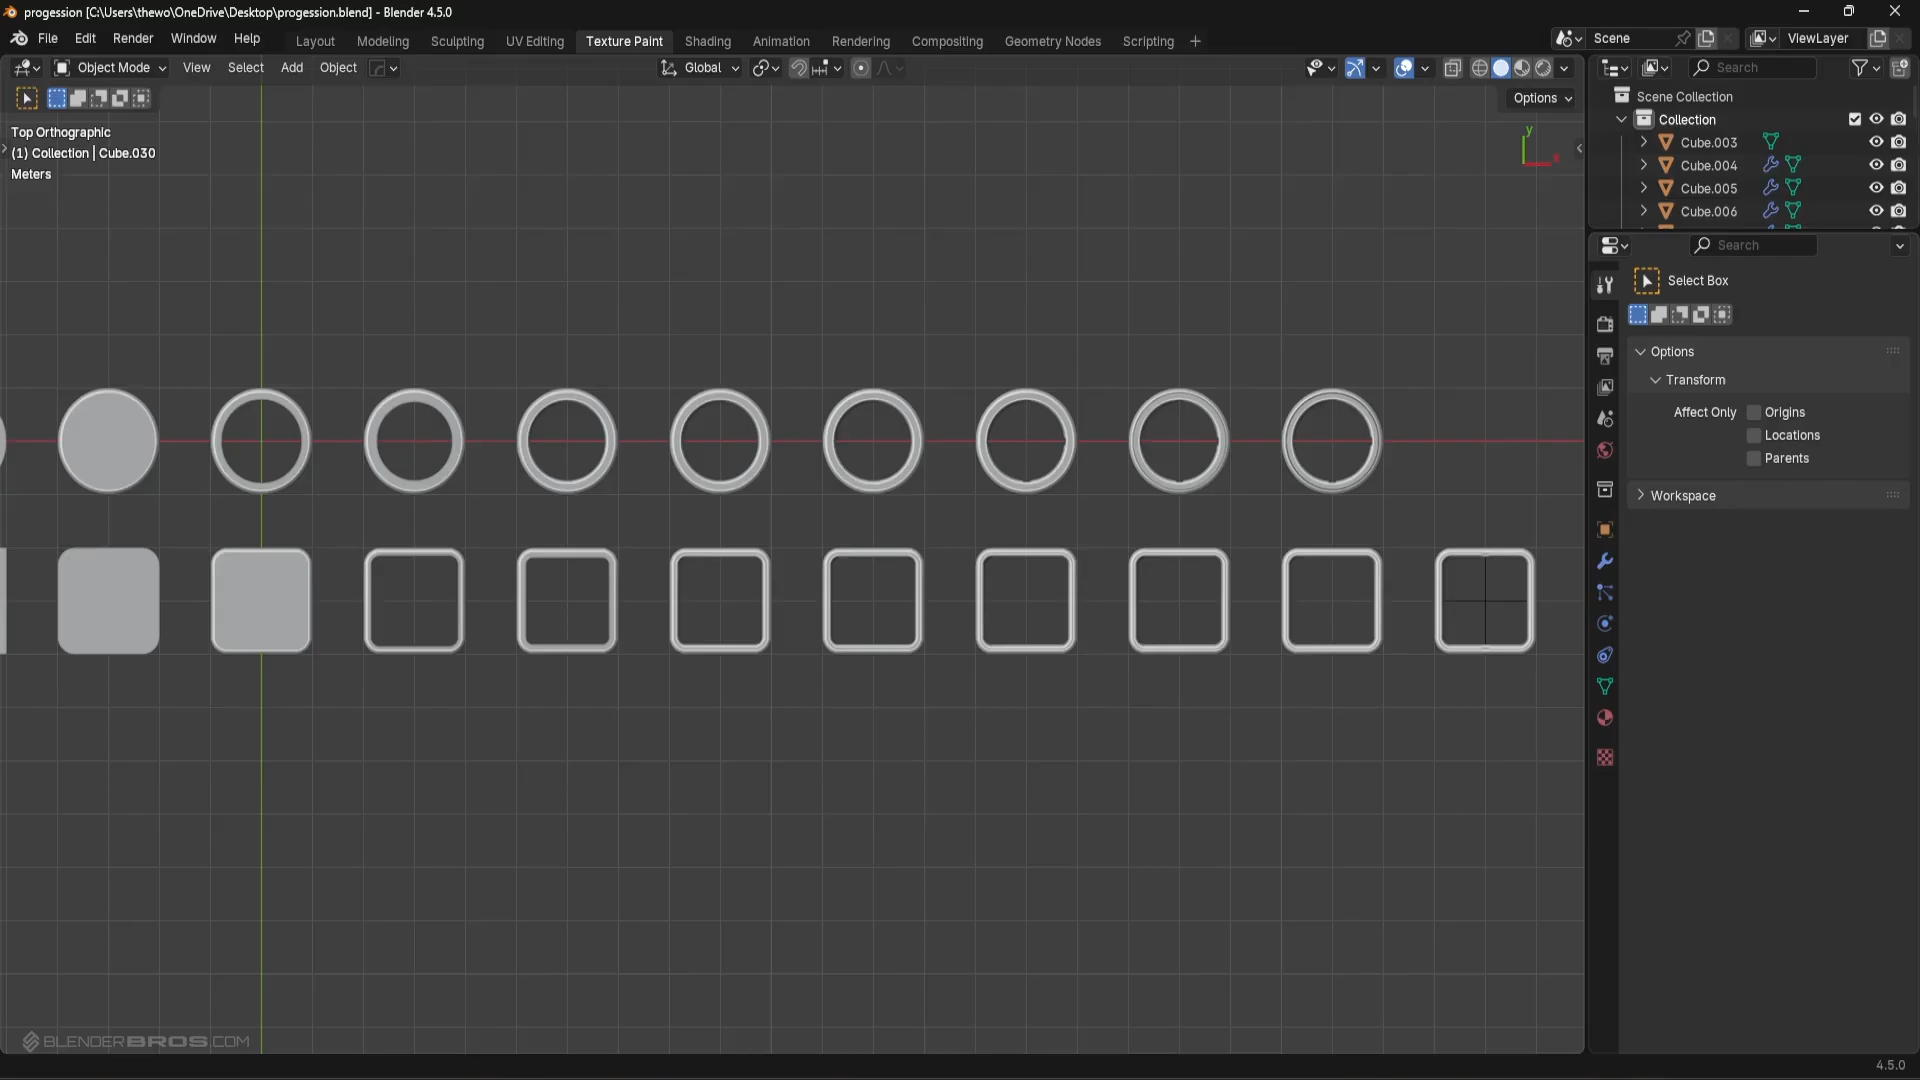 progession [C:\Users\thewo\OneDrive\Desktop\progession.blend] - Blender 4.5.0
File Edit Render Window Help Layout Modeling Sculpting UV Editing Texture Paint Shading Animation Rendering Compositing Geometry Nodes Scripting + Scene ViewLayer
Object Mode View Select Add Object Global Search
Options
Top Orthographic
(1) Collection | Cube.030
Meters
y
x
Scene Collection
Collection
Cube.003
Cube.004
Cube.005
Cube.006
Search
Select Box
Options
Transform
Affect Only Origins
Locations
Parents
Workspace
BLENDERBROS.COM
4.5.0